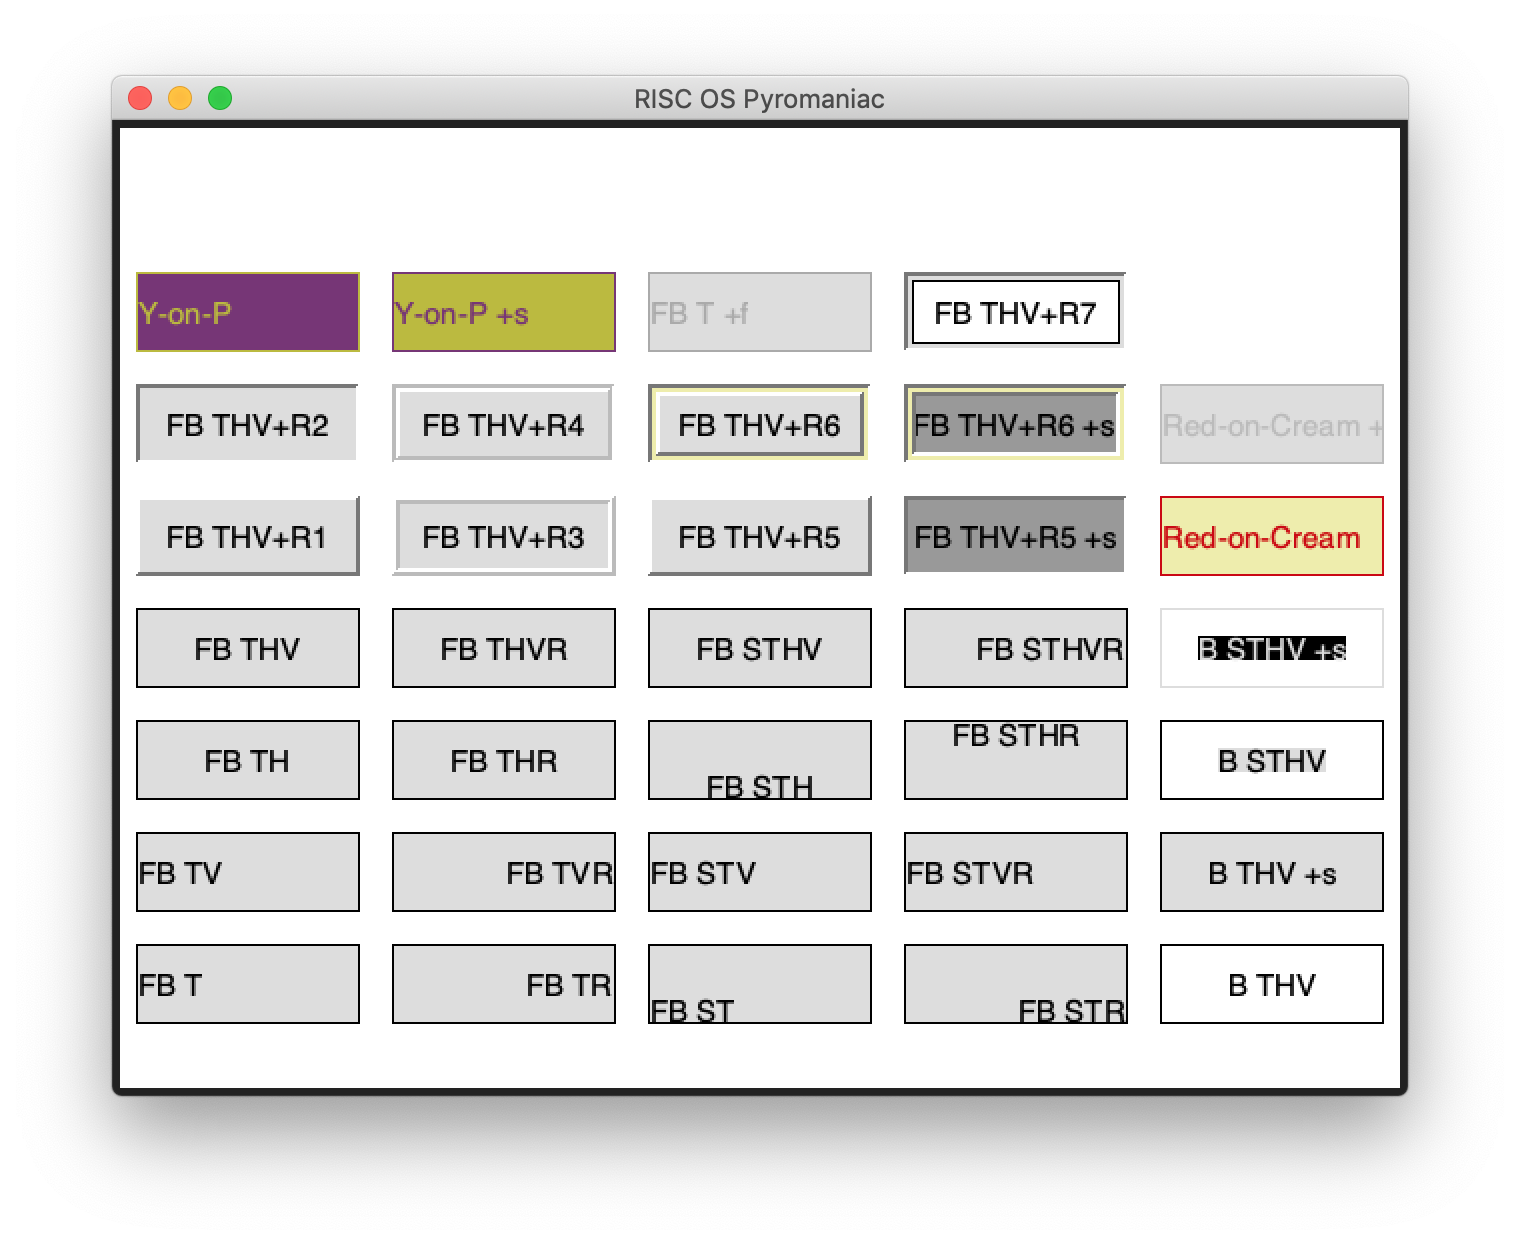 RISC OS Pyromaniac
Y-on-P
Y-on-P +s
FB T +f
FB THV+R7
FB THV+R2
FB THV+R4
FB THV+R6
FB THV+R6 +s
Red-on-Cream +
FB THV+R1
FB THV+R3
FB THV+R5
FB THV+R5 +s
Red-on-Cream
FB THV
FB THVR
FB STHV
FB STHVR
B STHV +s
FB TH
FB THR
FB STH
FB STHR
B STHV
FB TV
FB TVR
FB STV
FB STVR
B THV +s
FB T
FB TR
FB ST
FB STR
B THV